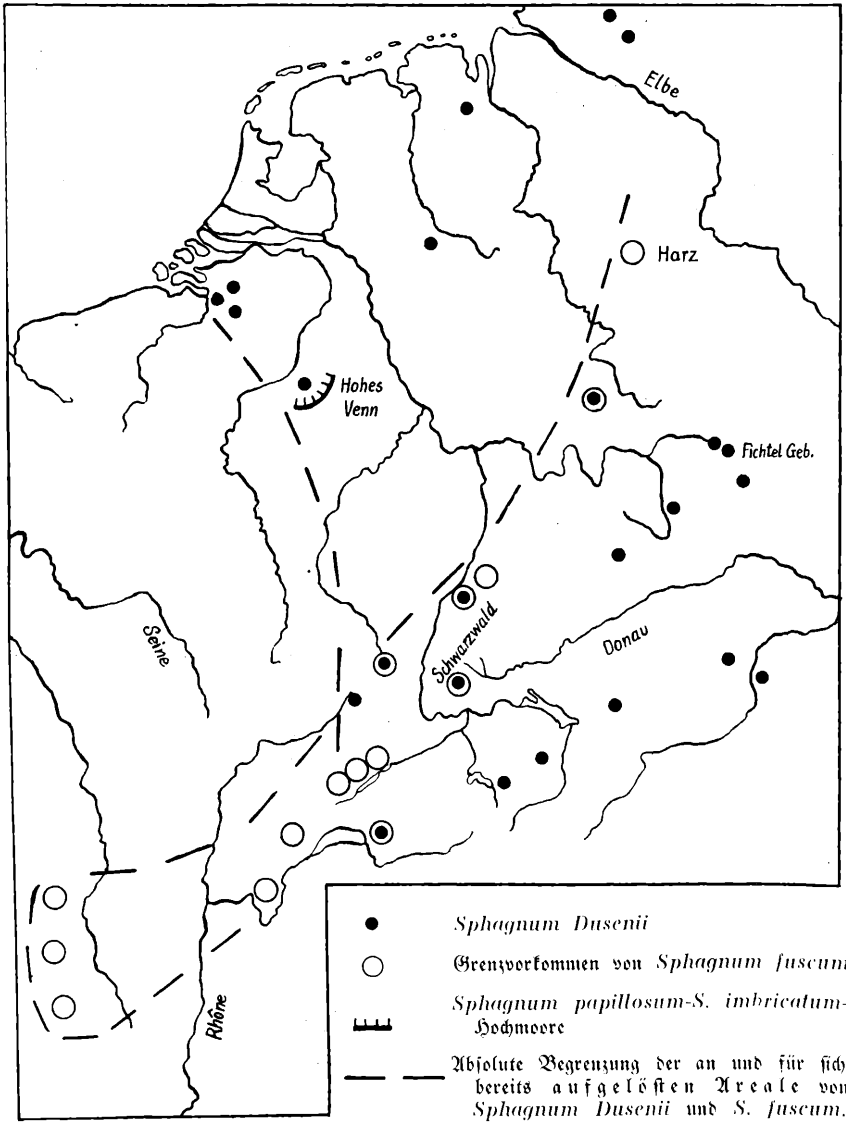 Elbe
Harz
Hohes
Venn
Fichtel Geb.
Seine
Schwarzwald
Donau
Rhône
Sphagnum Dusenii
Grenzvorkommen von Sphagnum fuscum
Sphagnum papillosum-S. imbricatum-
Hochmoore
Absolute Begrenzung der an und für sich
bereits aufgelösten Areale von
Sphagnum Dusenii und S. fuscum.